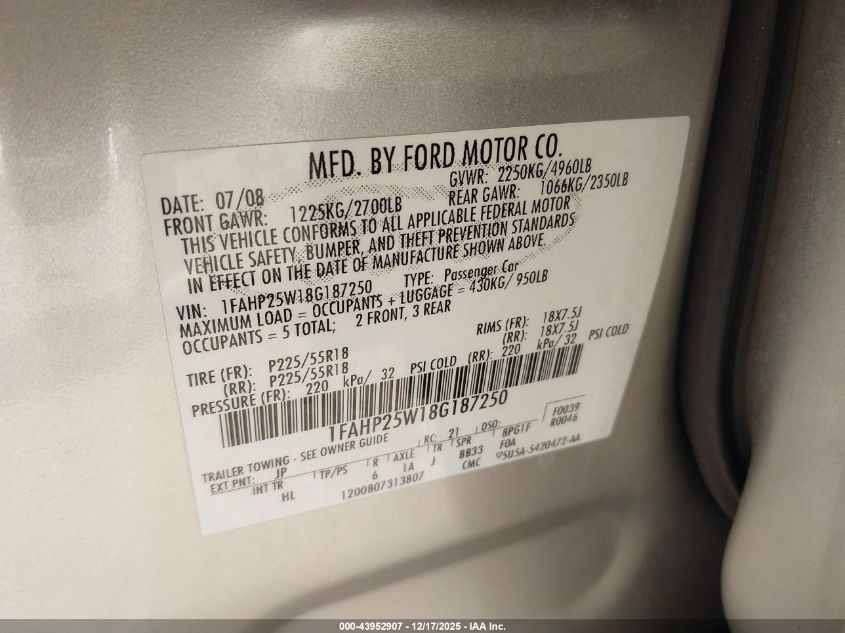 MFD. BY FORD MOTOR CO.
DATE: 07/08 GVWR: 2250KG/4960LB
FRONT GAWR: 1225KG/2700LB REAR GAWR: 1066KG/2350LB
THIS VEHICLE CONFORMS TO ALL APPLICABLE FEDERAL MOTOR
VEHICLE SAFETY, BUMPER, AND THEFT PREVENTION STANDARDS
IN EFFECT ON THE DATE OF MANUFACTURE SHOWN ABOVE.
VIN: 1FAHP25W18G187250 TYPE: Passenger Car
MAXIMUM LOAD = OCCUPANTS + LUGGAGE = 430KG/ 950LB
OCCUPANTS = 5 TOTAL; 2 FRONT, 3 REAR
TIRE (FR): P225/55R18 RIMS (FR): 18X7.5J
(RR): P225/55R18 (RR): 18X7.5J
PRESSURE (FR): 220 kPa/ 32 PSI COLD (RR): 220 kPa/ 32 PSI COLD
1FAHP25W18G187250
F0039
R0046
TRAILER TOWING - SEE OWNER GUIDE RC: 21 DSO:
EXT PNT: JP TP/PS R AXLE TR SPR BPGTF
INT TR 6 1A J BB33 FOA
HL CMC 5U5A-5420472-AA
1200807313807
000-43952907 - 12/17/2025 - IAA Inc.